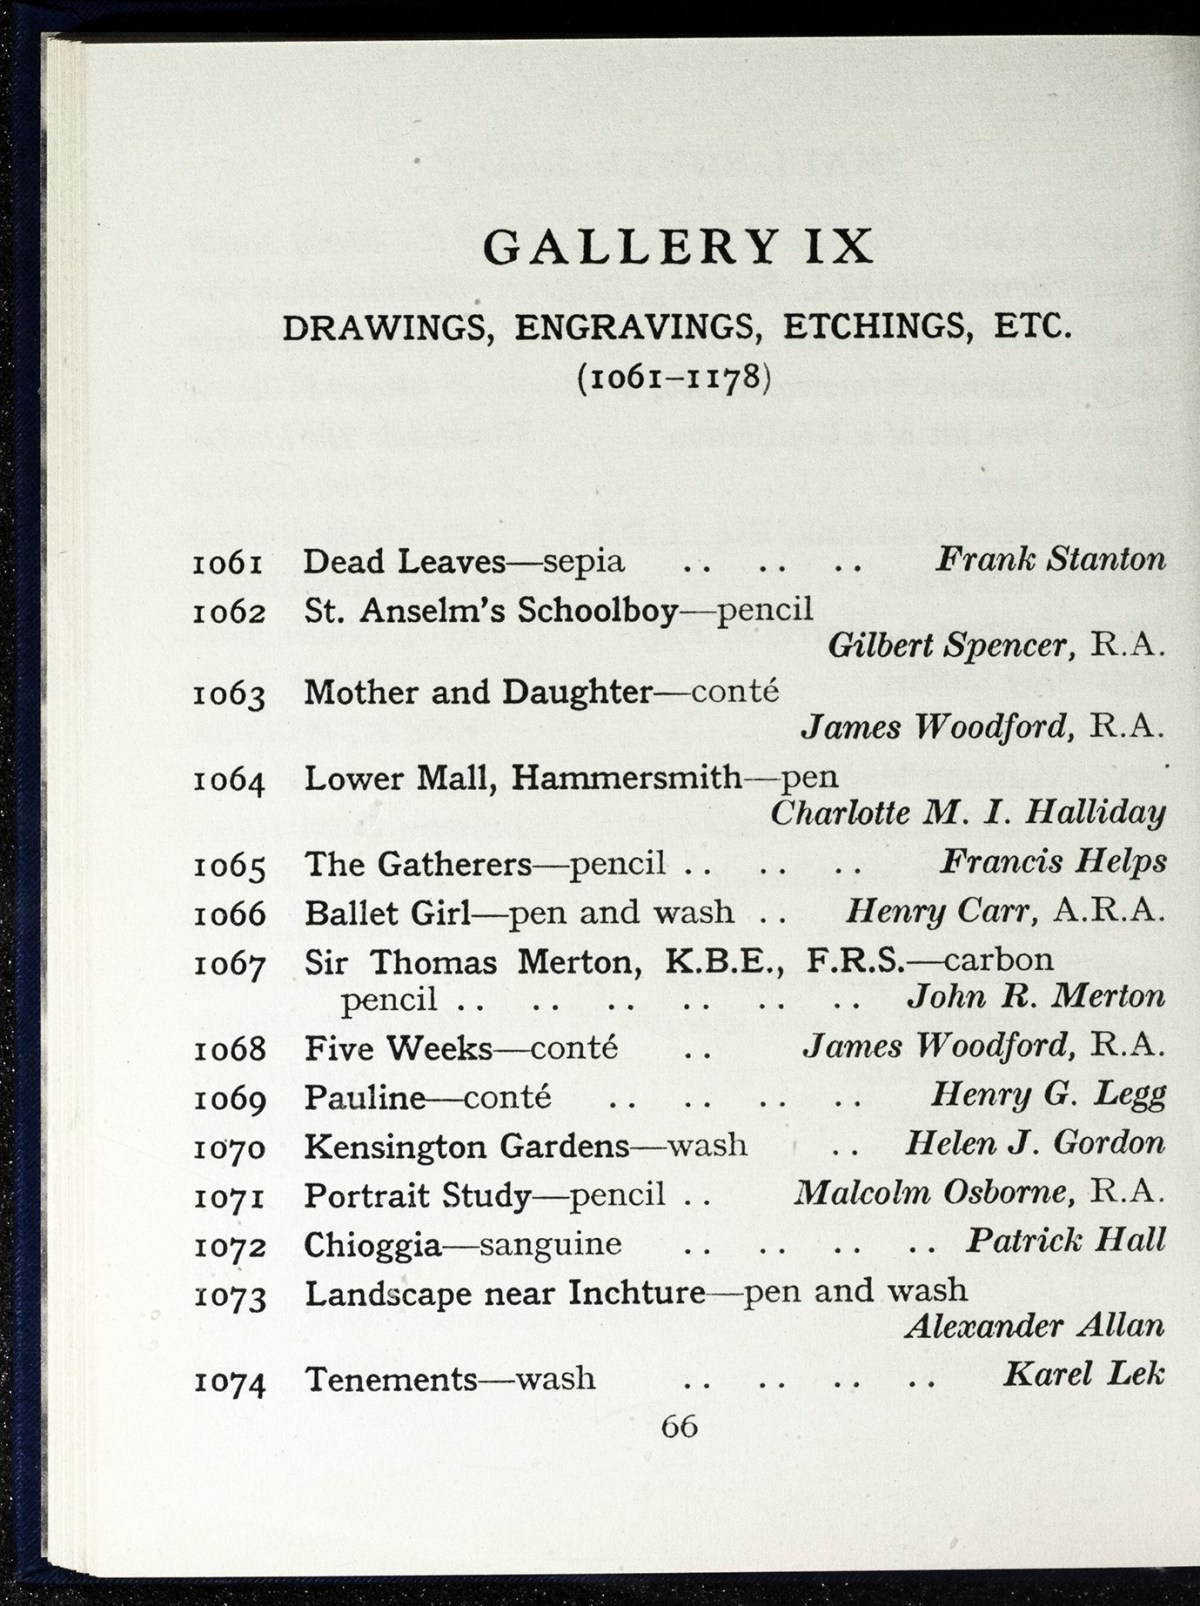 GALLERY IX
DRAWINGS, ENGRAVINGS, ETCHINGS, ETC.
(1061–1178)
1061 Dead Leaves—sepia .. .. .. Frank Stanton
1062 St. Anselm's Schoolboy—pencil
Gilbert Spencer, R.A.
1063 Mother and Daughter—conté
James Woodford, R.A.
1064 Lower Mall, Hammersmith—pen
Charlotte M. I. Halliday
1065 The Gatherers—pencil .. .. .. Francis Helps
1066 Ballet Girl—pen and wash .. Henry Carr, A.R.A.
1067 Sir Thomas Merton, K.B.E., F.R.S.—carbon
pencil .. .. .. .. .. .. John R. Merton
1068 Five Weeks—conté .. James Woodford, R.A.
1069 Pauline—conté .. .. .. .. Henry G. Legg
1070 Kensington Gardens—wash .. Helen J. Gordon
1071 Portrait Study—pencil .. Malcolm Osborne, R.A.
1072 Chioggia—sanguine .. .. .. .. Patrick Hall
1073 Landscape near Inchture—pen and wash
Alexander Allan
1074 Tenements—wash .. .. .. .. Karel Lek
66